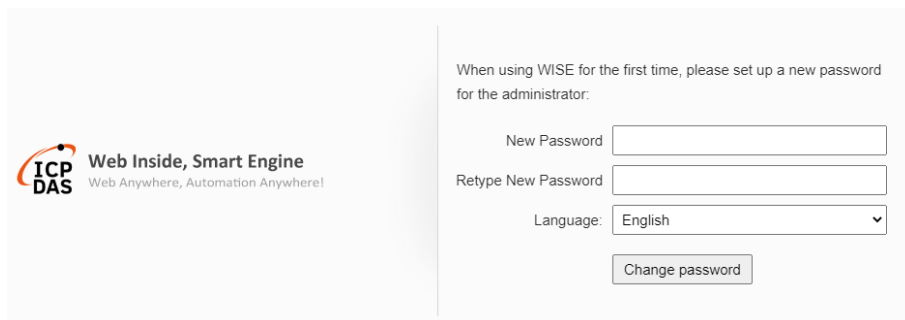 ICP
DAS
Web Inside, Smart Engine
Web Anywhere, Automation Anywhere!
When using WISE for the first time, please set up a new password
for the administrator:
New Password
Retype New Password
Language: English
Change password